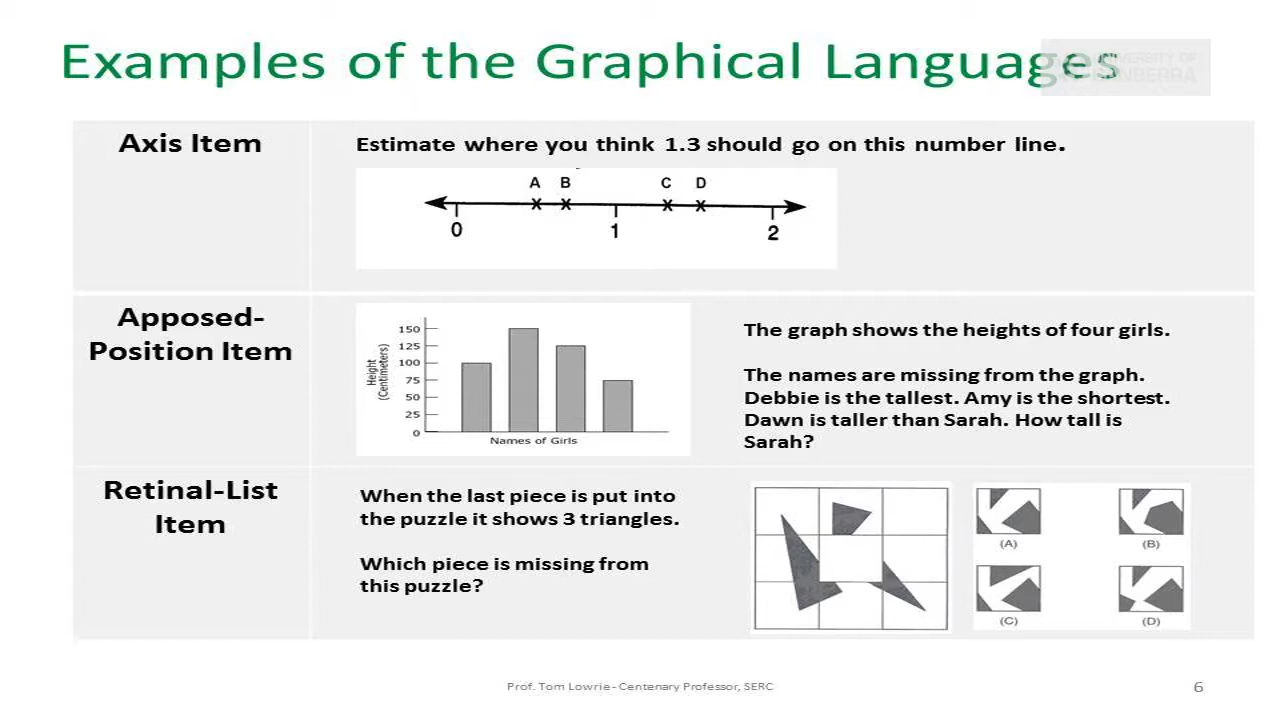 Examples of the Graphical Languages
UNIVERSITY OF
CANBERRA
Axis Item
Estimate where you think 1.3 should go on this number line.
A B C D
0 1 2
Apposed-
Position Item
150
125
100
75
50
25
0
Height
(Centimeters)
Names of Girls
The graph shows the heights of four girls.
The names are missing from the graph.
Debbie is the tallest. Amy is the shortest.
Dawn is taller than Sarah. How tall is
Sarah?
Retinal-List
Item
When the last piece is put into
the puzzle it shows 3 triangles.
Which piece is missing from
this puzzle?
(A) (B)
(C) (D)
Prof. Tom Lowrie - Centenary Professor, SERC
6